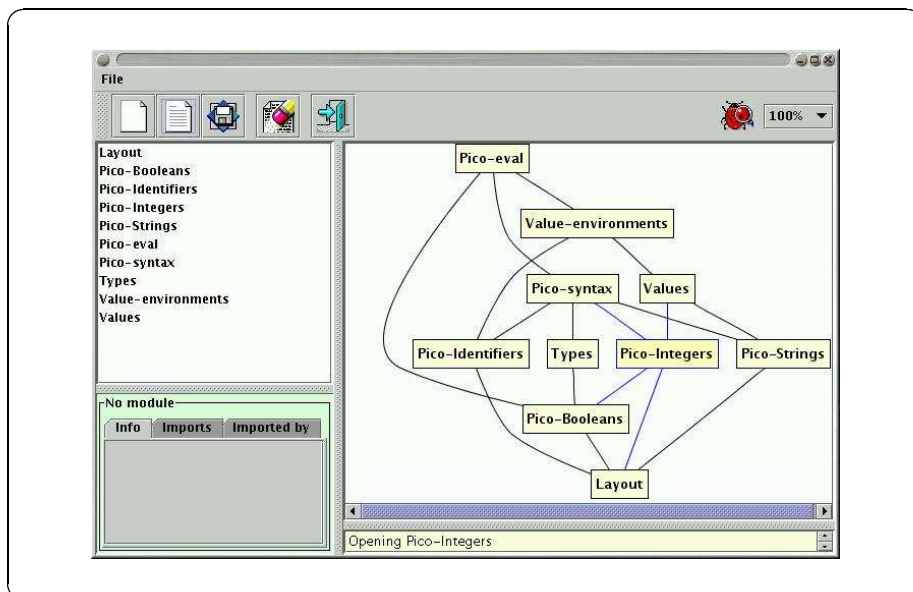 File
100%
Layout
Pico-Booleans
Pico-Identifiers
Pico-Integers
Pico-Strings
Pico-eval
Pico-syntax
Types
Value-environments
Values
No module
Info Imports Imported by
Pico-eval
Value-environments
Pico-syntax Values
Pico-Identifiers Types Pico-Integers Pico-Strings
Pico-Booleans
Layout
Opening Pico-Integers